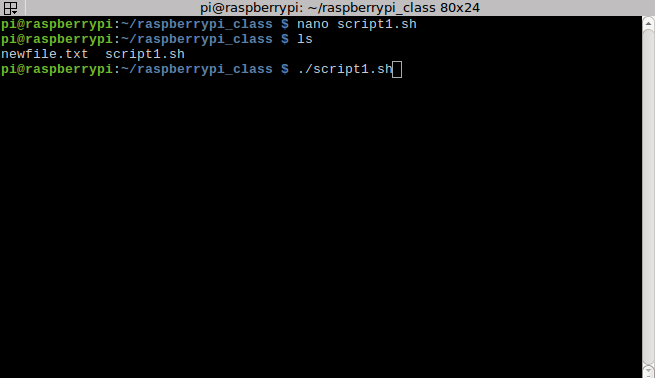 pi@raspberrypi: ~/raspberrypi_class 80x24
pi@raspberrypi:~/raspberrypi_class $ nano script1.sh
pi@raspberrypi:~/raspberrypi_class $ ls
newfile.txt  script1.sh
pi@raspberrypi:~/raspberrypi_class $ ./script1.sh